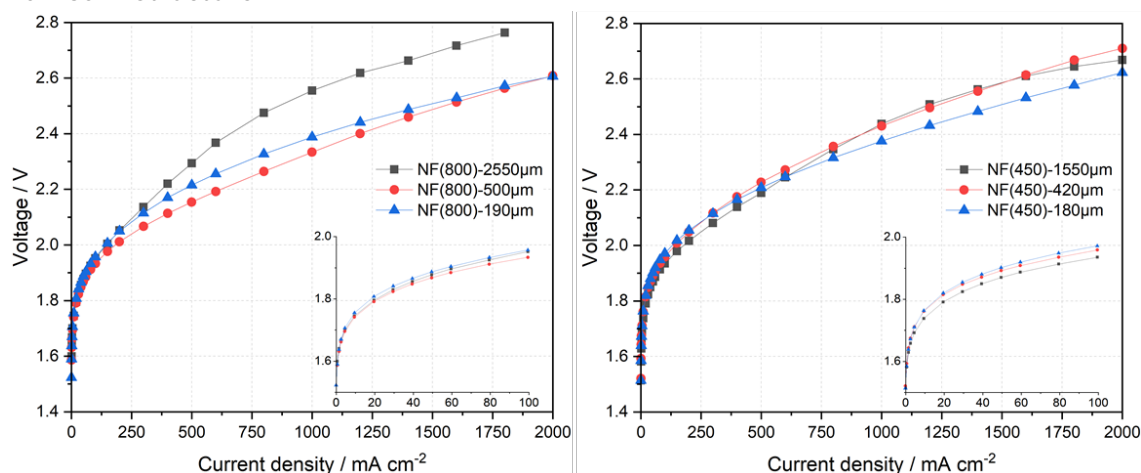 2.8
2.6
2.4
2.2
2.0
1.8
1.6
1.4
Voltage / V
0 250 500 750 1000 1250 1500 1750 2000
Current density / mA cm⁻²
NF(800)-2550µm
NF(800)-500µm
NF(800)-190µm
2.0
1.8
1.6
0 20 40 60 80 100
2.8
2.6
2.4
2.2
2.0
1.8
1.6
1.4
Voltage / V
0 250 500 750 1000 1250 1500 1750 2000
Current density / mA cm⁻²
NF(450)-1550µm
NF(450)-420µm
NF(450)-180µm
2.0
1.8
1.6
0 20 40 60 80 100